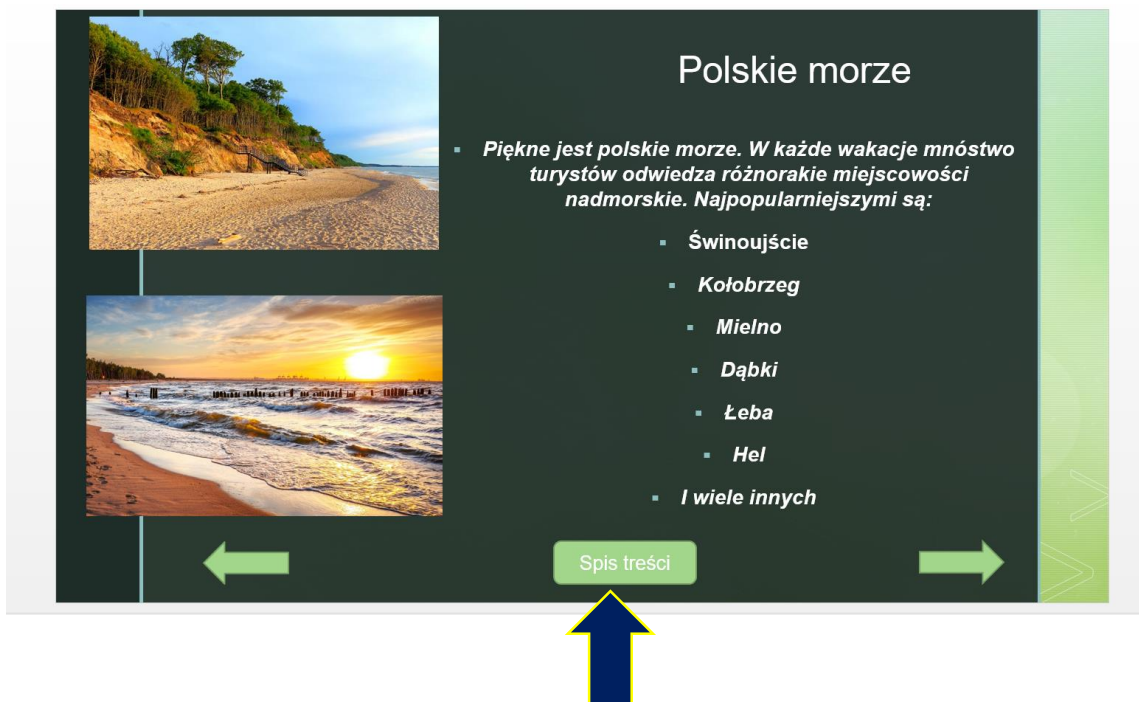 Polskie morze
Piękne jest polskie morze. W każde wakacje mnóstwo
turystów odwiedza różnorakie miejscowości
nadmorskie. Najpopularniejszymi są:
Świnoujście
Kołobrzeg
Mielno
Dąbki
Łeba
Hel
I wiele innych
Spis treści